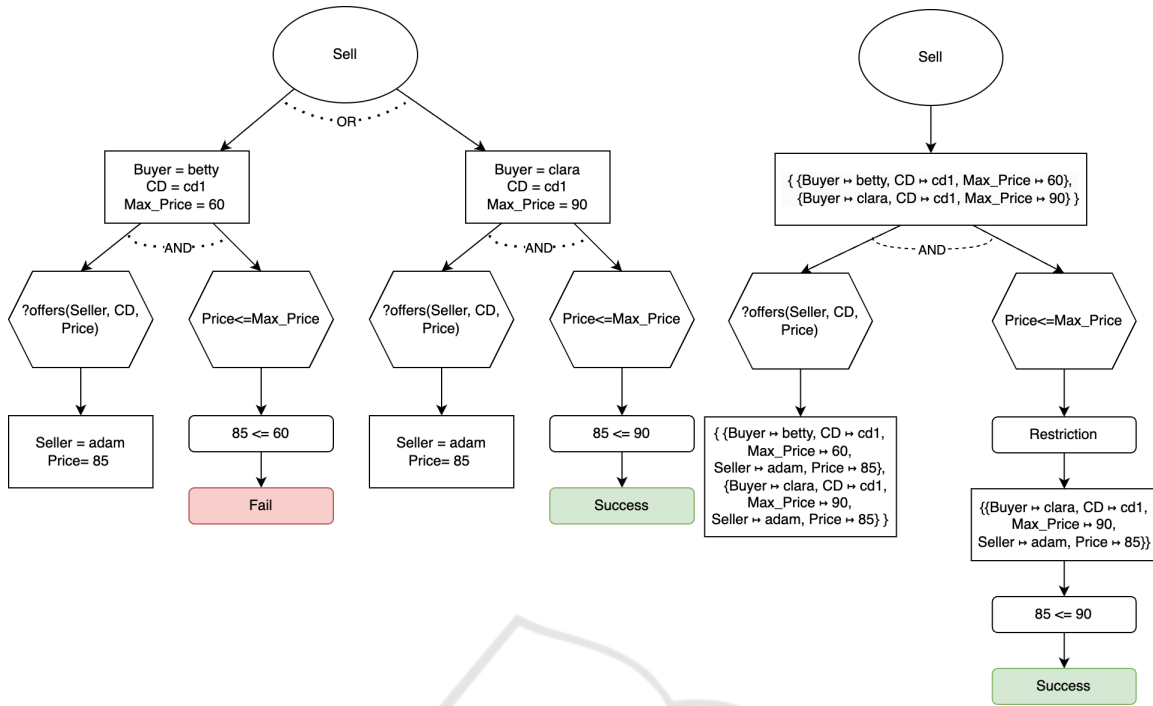 Sell
OR
Buyer = betty
CD = cd1
Max_Price = 60
AND
?offers(Seller, CD,
Price)
Seller = adam
Price= 85
Price<=Max_Price
85 <= 60
Fail
Buyer = clara
CD = cd1
Max_Price = 90
AND
?offers(Seller, CD,
Price)
Seller = adam
Price= 85
Price<=Max_Price
85 <= 90
Success
Sell
{ {Buyer ↦ betty, CD ↦ cd1, Max_Price ↦ 60},
{Buyer ↦ clara, CD ↦ cd1, Max_Price ↦ 90} }
AND
?offers(Seller, CD,
Price)
{ {Buyer ↦ betty, CD ↦ cd1,
Max_Price ↦ 60,
Seller ↦ adam, Price ↦ 85},
{Buyer ↦ clara, CD ↦ cd1,
Max_Price ↦ 90,
Seller ↦ adam, Price ↦ 85} }
Price<=Max_Price
Restriction
{{Buyer ↦ clara, CD ↦ cd1,
Max_Price ↦ 90,
Seller ↦ adam, Price ↦ 85}}
85 <= 90
Success